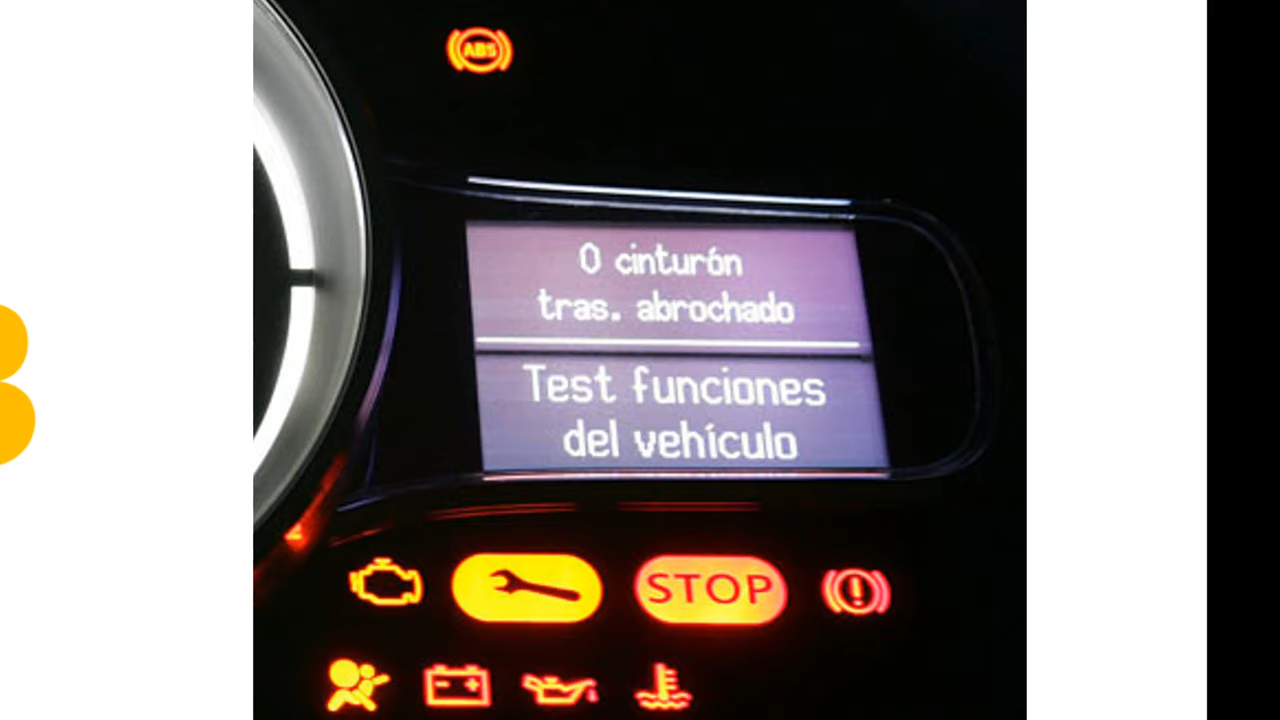 ABS
0 cinturón
tras. abrochado
Test funciones
del vehículo
STOP